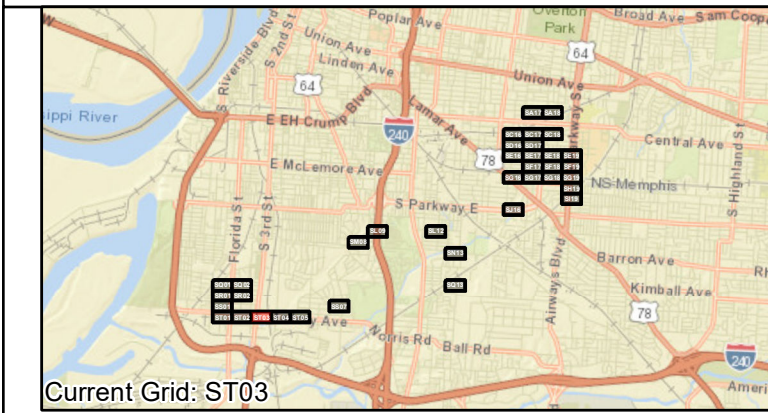 Poplar Ave
Overton
Park
Broad Ave
Sam Coop
Union Ave
Linden Ave
S 2nd St
S Riverside Blvd
64
64
Union Ave
Parkway S
ippi River
E EH Crump Blvd
240
Lamar Ave
78
Central Ave
S Highland St
E McLemore Ave
NS-Memphis
S Parkway E
Florida St
S 3rd St
Airways Blvd
Barron Ave
Kimball Ave
78
Rh
y Ave
Norris Rd
Ball Rd
240
Ameri
SA17 SA18
SC16 SC17 SC18
SD16 SD17
SE16 SE17 SE18 SE19
SF17 SF18 SF19
SG16 SG17 SG18 SG19
SH19
SI19
SJ16
SL09
SL12
SM08
SN13
SQ01 SQ02
SQ13
SR01 SR02
SS01
SS07
ST01 ST02 ST03 ST04 ST05
Current Grid: ST03